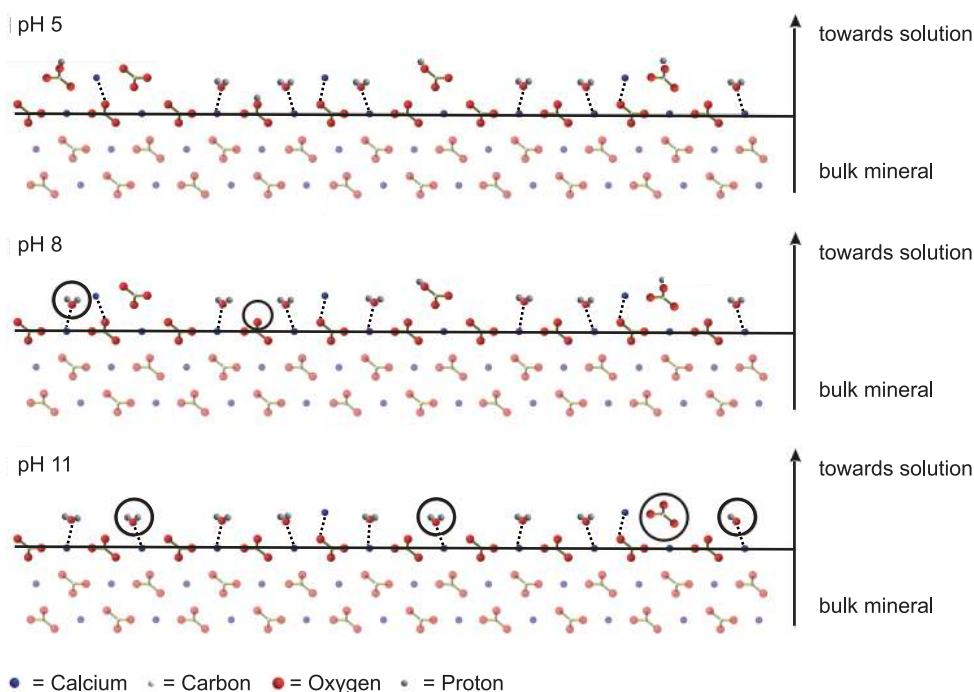 pH 5
towards solution
bulk mineral
pH 8
towards solution
bulk mineral
pH 11
towards solution
bulk mineral
= Calcium = Carbon = Oxygen = Proton